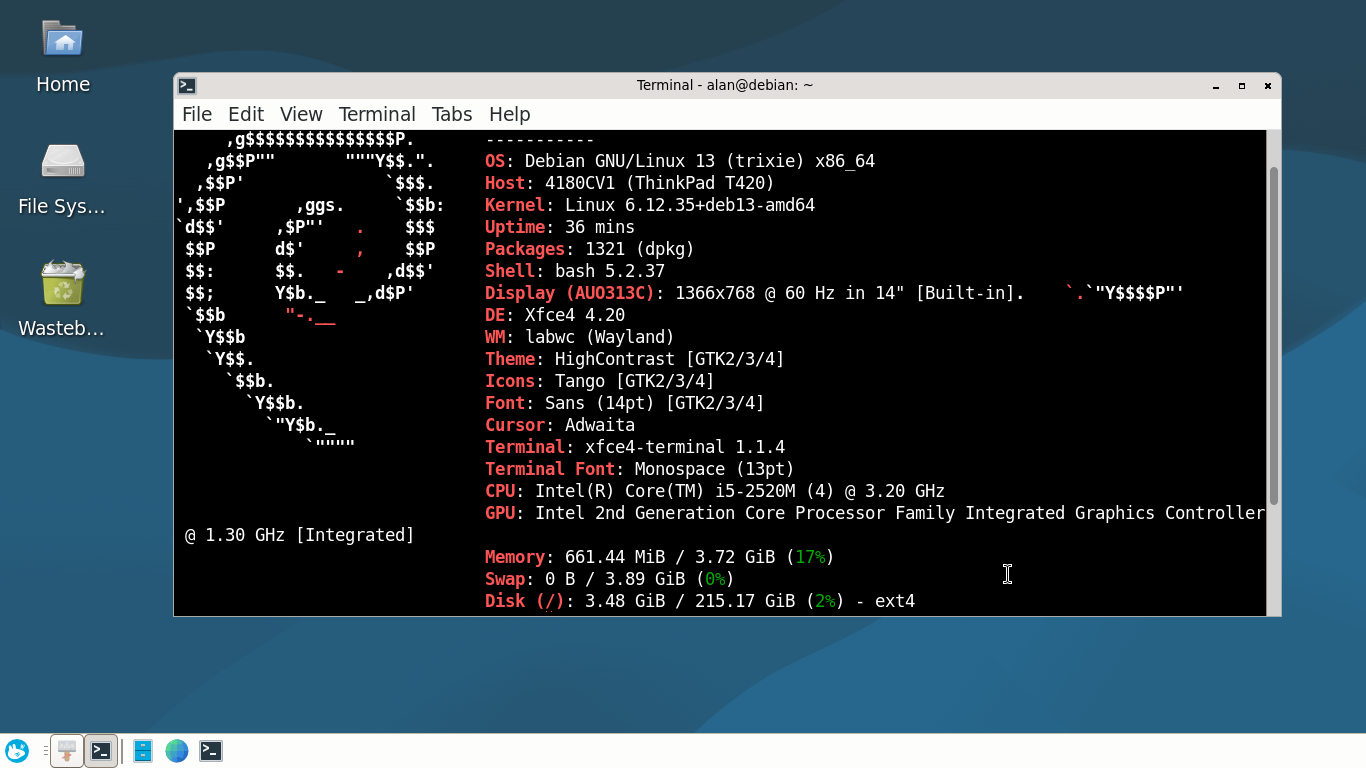 Home
File Sys...
Wasteb...
Terminal - alan@debian: ~
File Edit View Terminal Tabs Help
,g$$$$$$$$$$$$$$$P. -----------
,g$$P"" """Y$$.". OS: Debian GNU/Linux 13 (trixie) x86_64
,$$P' `$$$. Host: 4180CV1 (ThinkPad T420)
',$$P ,ggs. `$$b: Kernel: Linux 6.12.35+deb13-amd64
`d$$' ,$P"' . $$$ Uptime: 36 mins
$$P d$' , $$P Packages: 1321 (dpkg)
$$: $$. - ,d$$' Shell: bash 5.2.37
$$; Y$b._ _,d$P' Display (AUO313C): 1366x768 @ 60 Hz in 14" [Built-in]. `.`"Y$$$$P"'
`$$b "-.__ DE: Xfce4 4.20
`Y$$b WM: labwc (Wayland)
`Y$$. Theme: HighContrast [GTK2/3/4]
`$$b. Icons: Tango [GTK2/3/4]
`Y$$b. Font: Sans (14pt) [GTK2/3/4]
`"Y$b._ Cursor: Adwaita
`"""" Terminal: xfce4-terminal 1.1.4
Terminal Font: Monospace (13pt)
CPU: Intel(R) Core(TM) i5-2520M (4) @ 3.20 GHz
GPU: Intel 2nd Generation Core Processor Family Integrated Graphics Controller
@ 1.30 GHz [Integrated]
Memory: 661.44 MiB / 3.72 GiB (17%)
Swap: 0 B / 3.89 GiB (0%)
Disk (/): 3.48 GiB / 215.17 GiB (2%) - ext4